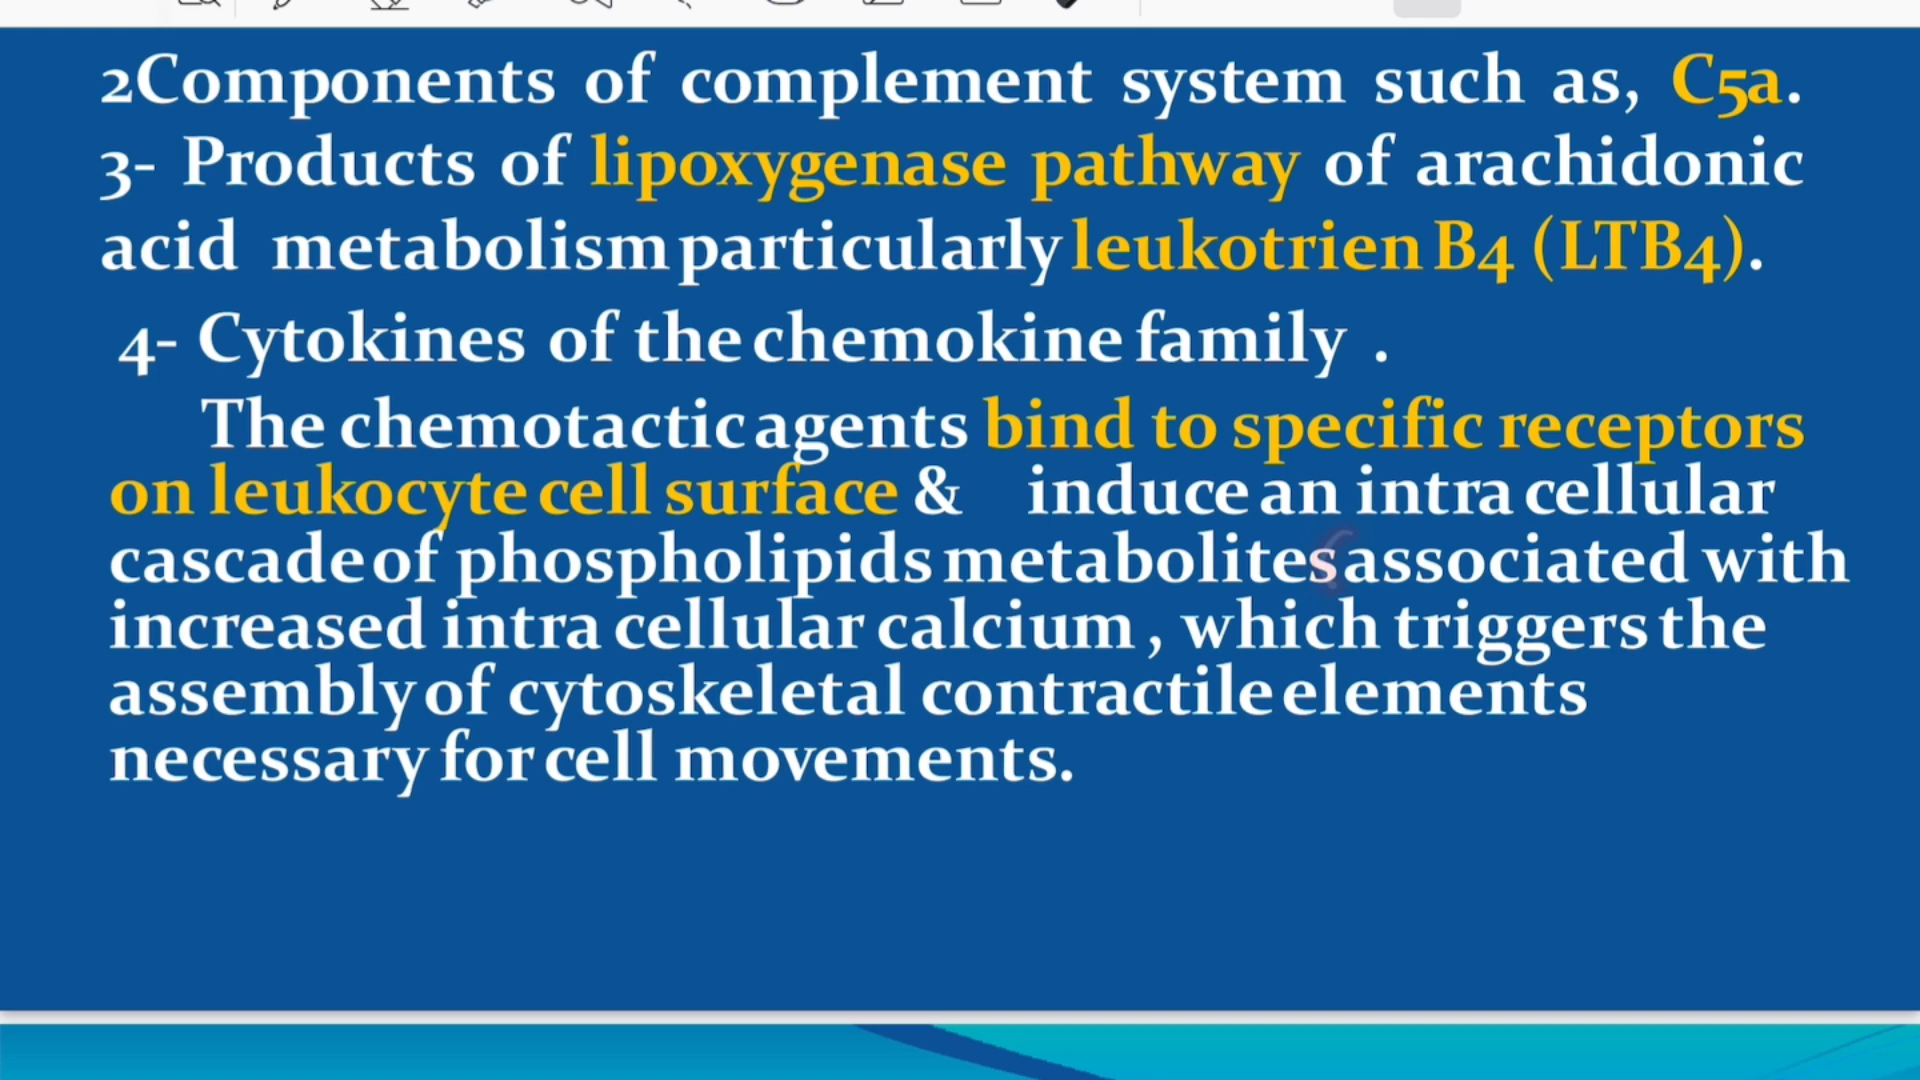 2Components of complement system such as, C5a.
3- Products of lipoxygenase pathway of arachidonic
acid metabolism particularly leukotrien B4 (LTB4).
4- Cytokines of the chemokine family .
The chemotactic agents bind to specific receptors
on leukocyte cell surface & induce an intra cellular
cascade of phospholipids metabolites associated with
increased intra cellular calcium , which triggers the
assembly of cytoskeletal contractile elements
necessary for cell movements.